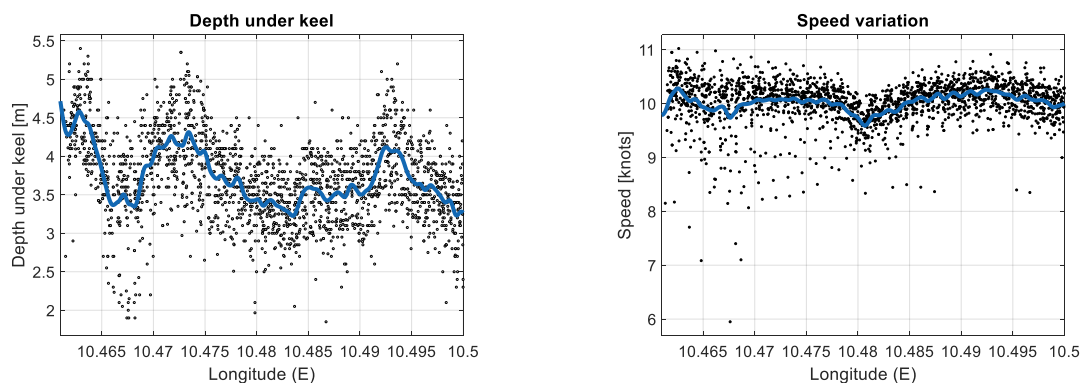 Depth under keel
5.5
5
4.5
4
3.5
3
2.5
2
Depth under keel [m]
10.465 10.47 10.475 10.48 10.485 10.49 10.495 10.5
Longitude (E)
Speed variation
11
10
9
8
7
6
Speed [knots]
10.465 10.47 10.475 10.48 10.485 10.49 10.495 10.5
Longitude (E)